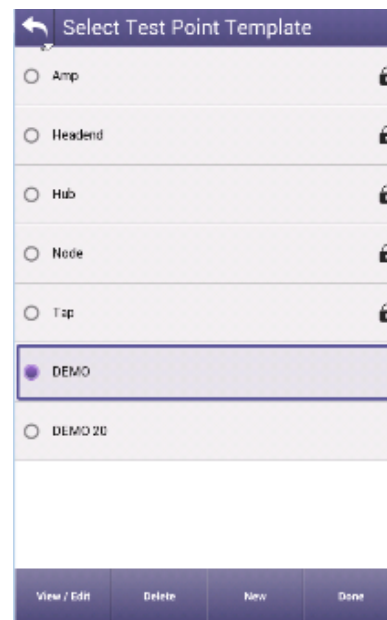 Select Test Point Template
Amp
Headend
Hub
Node
Tap
DEMO
DEMO 20
View / Edit Delete New Done